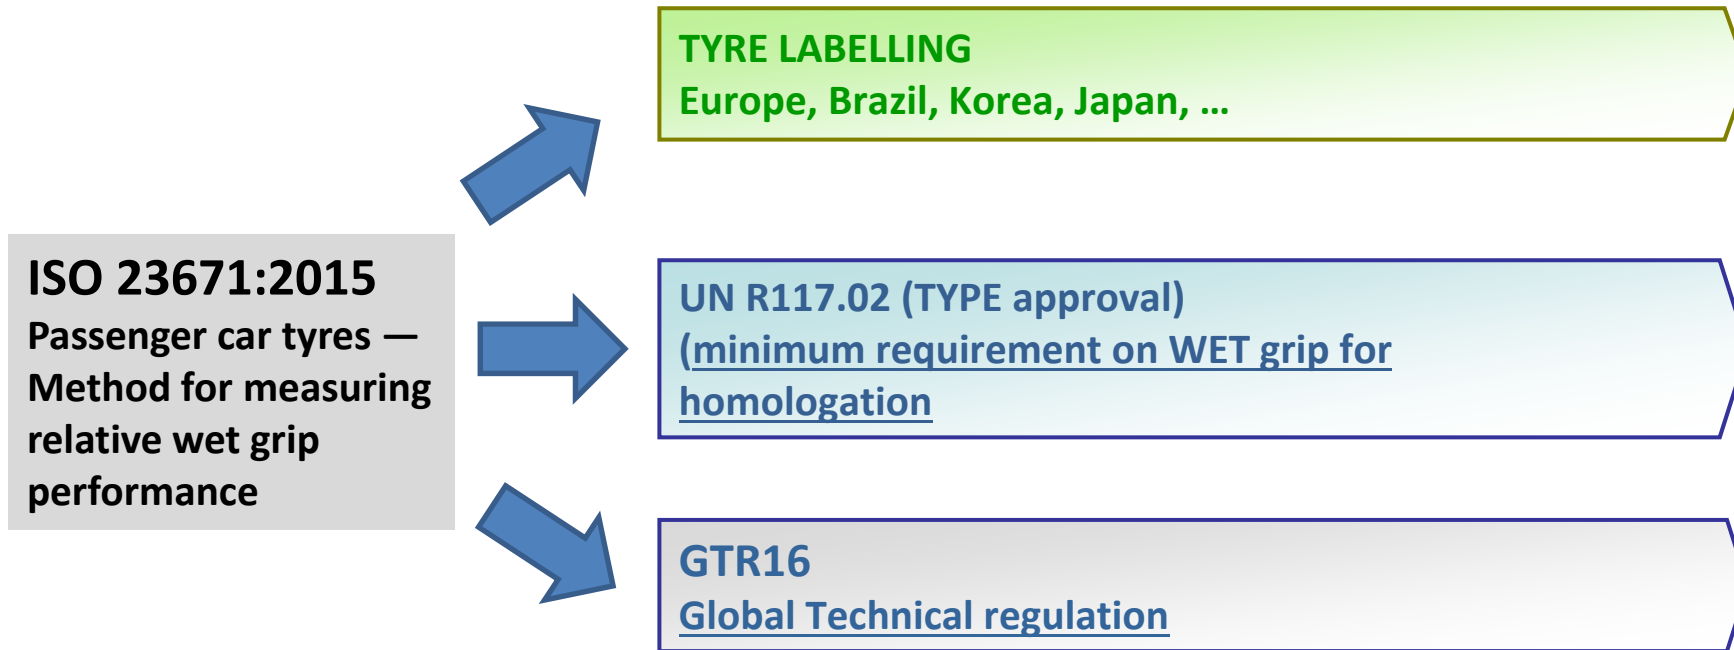 TYRE LABELLING
Europe, Brazil, Korea, Japan, …
ISO 23671:2015
Passenger car tyres —
Method for measuring
relative wet grip
performance
UN R117.02 (TYPE approval)
(minimum requirement on WET grip for
homologation
GTR16
Global Technical regulation